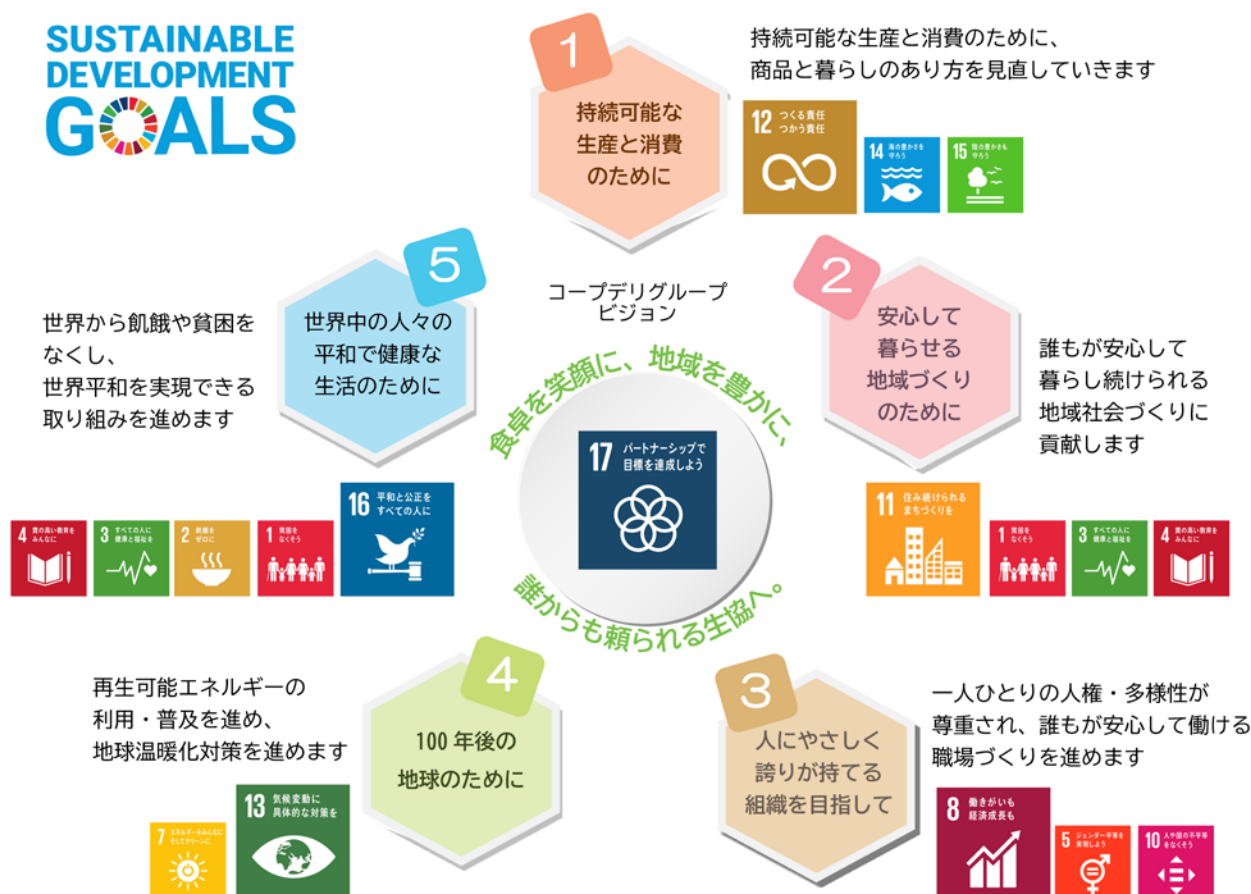 SUSTAINABLE
DEVELOPMENT
GOALS
1
持続可能な
生産と消費
のために
持続可能な生産と消費のために、
商品と暮らしのあり方を見直していきます
12 つくる責任
つかう責任
14 海の豊かさを
守ろう
15 陸の豊かさも
守ろう
2
安心して
暮らせる
地域づくり
のために
誰もが安心して
暮らし続けられる
地域社会づくりに
貢献します
11 住み続けられる
まちづくりを
1 貧困を
なくそう
3 すべての人に
健康と福祉を
4 質の高い教育を
みんなに
3
人にやさしく
誇りが持てる
組織を目指して
一人ひとりの人権・多様性が
尊重され、誰もが安心して働ける
職場づくりを進めます
8 働きがいも
経済成長も
5 ジェンダー平等を
実現しよう
10 人や国の不平等
をなくそう
4
100年後の
地球のために
再生可能エネルギーの
利用・普及を進め、
地球温暖化対策を進めます
7 エネルギーをみんなに
そしてクリーンに
13 気候変動に
具体的な対策を
5
世界中の人々の
平和で健康な
生活のために
世界から飢餓や貧困を
なくし、
世界平和を実現できる
取り組みを進めます
4 質の高い教育を
みんなに
3 すべての人に
健康と福祉を
2 飢餓を
ゼロに
1 貧困を
なくそう
16 平和と公正を
すべての人に
コープデリグループ
ビジョン
食卓を笑顔に、地域を豊かに、
17 パートナーシップで
目標を達成しよう
誰からも頼られる生協へ。